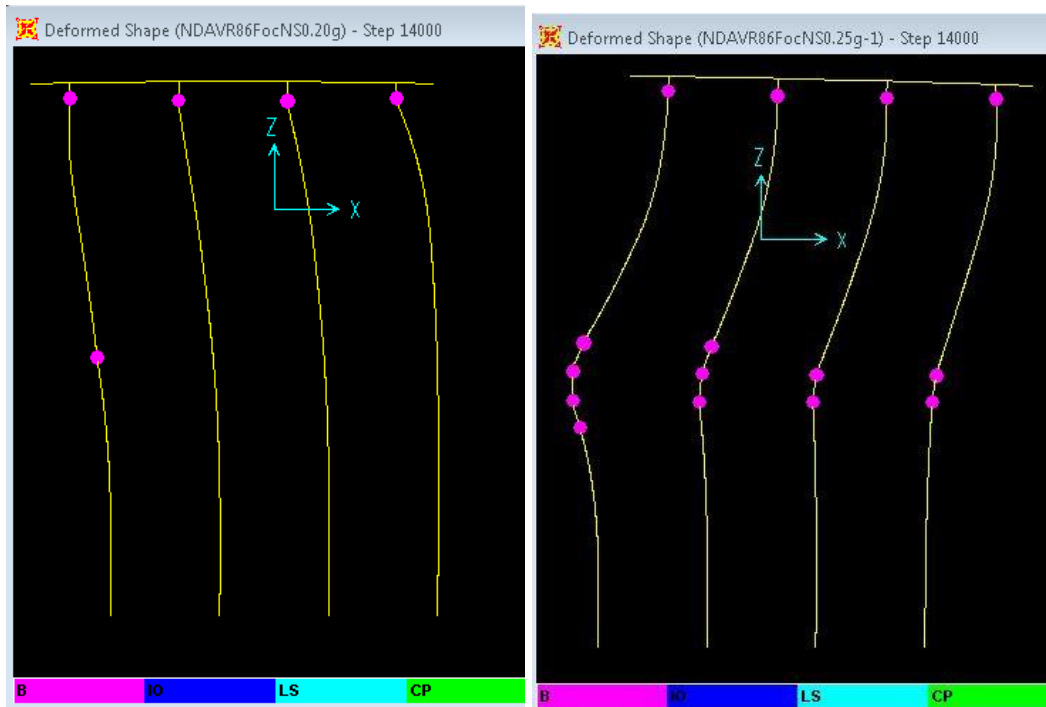 Deformed Shape (NDAVR86FocNS0.20g) - Step 14000
Z
X
B IO LS CP
Deformed Shape (NDAVR86FocNS0.25g-1) - Step 14000
Z
X
B IO LS CP